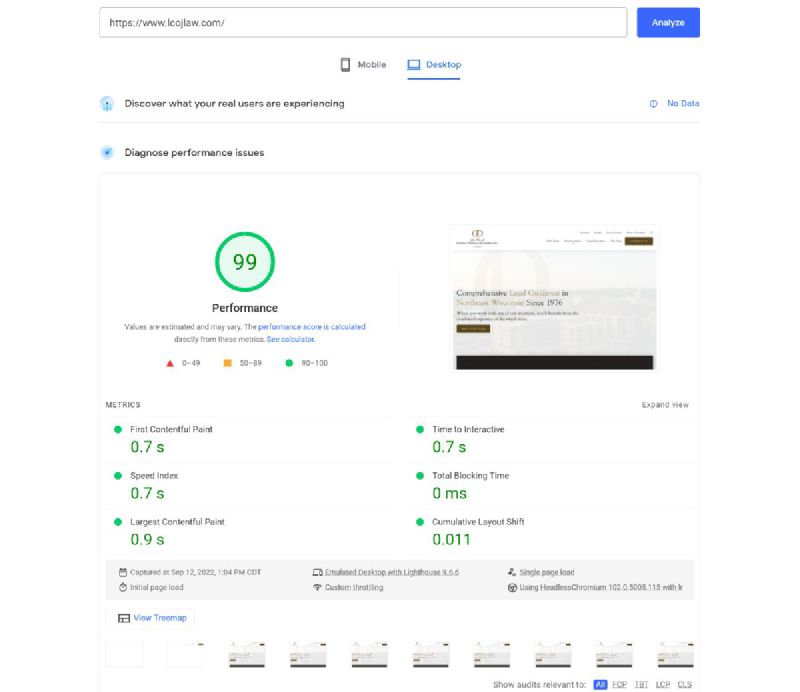 https://www.lcojlaw.com/
Analyze
Mobile
Desktop
Discover what your real users are experiencing
No Data
Diagnose performance issues
99
Performance
Values are estimated and may vary. The performance score is calculated
directly from these metrics. See calculator.
0–49
50–89
90–100
Comprehensive Legal Guidance in
Northeast Wisconsin Since 1976
METRICS
Expand view
First Contentful Paint
0.7 s
Time to Interactive
0.7 s
Speed Index
0.7 s
Total Blocking Time
0 ms
Largest Contentful Paint
0.9 s
Cumulative Layout Shift
0.011
Captured at Sep 12, 2022, 1:04 PM CDT
Emulated Desktop with Lighthouse 9.6.6
Single page load
Initial page load
Custom throttling
Using HeadlessChromium 102.0.5005.115 with lr
View Treemap
Show audits relevant to: All FCP TBT LCP CLS